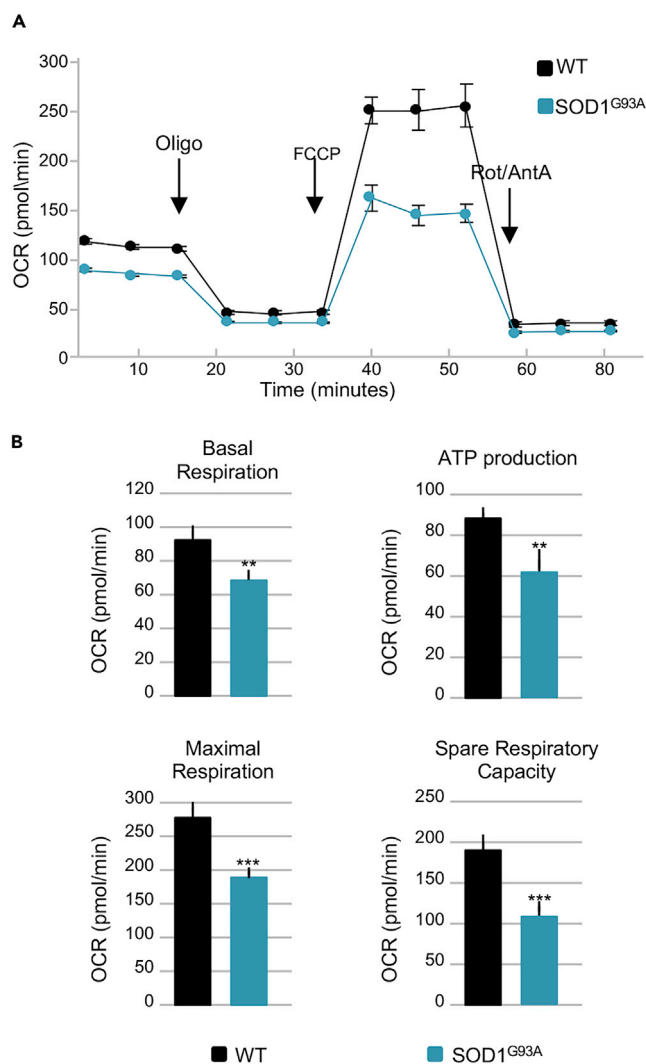 A
300
250
200
150
100
50
0
OCR (pmol\min)
Oligo
FCCP
Rot/AntA
WT
SOD1G93A
10 20 30 40 50 60 70 80
Time (minutes)
B
Basal
Respiration
120
100
80
60
40
20
0
OCR (pmol/min)
**
ATP production
100
80
60
40
20
0
OCR (pmol/min)
**
Maximal
Respiration
300
250
200
150
100
50
0
OCR (pmol/min)
***
Spare Respiratory
Capacity
250
200
150
100
50
0
OCR (pmol/min)
***
WT SOD1G93A